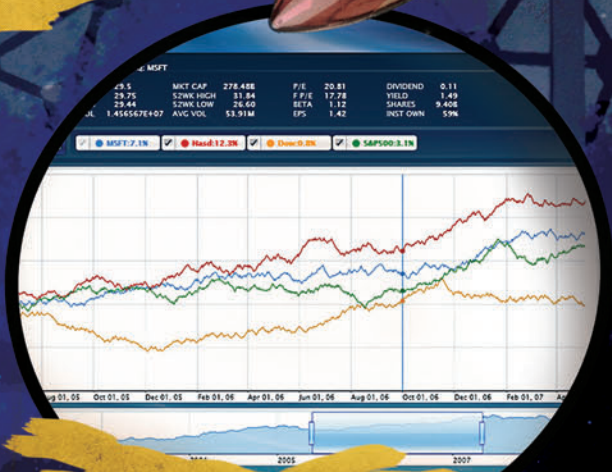 : MSFT
29.5 MKT CAP 278.48B P/E 20.81 DIVIDEND 0.11
29.75 52WK HIGH 31.84 F P/E 17.78 YIELD 1.49
29.44 52WK LOW 26.60 BETA 1.12 SHARES 9.40B
1.456567E+07 AVG VOL 53.91M EPS 1.42 INST OWN 59%
MSFT:7.1% Nasd:12.3% Dow:0.8% S&P500:3.1%
ug 01, 05 Oct 01, 05 Dec 01, 05 Feb 01, 06 Apr 01, 06 Jun 01, 06 Aug 01, 06 Oct 01, 06 Dec 01, 06 Feb 01, 07
2005 2007